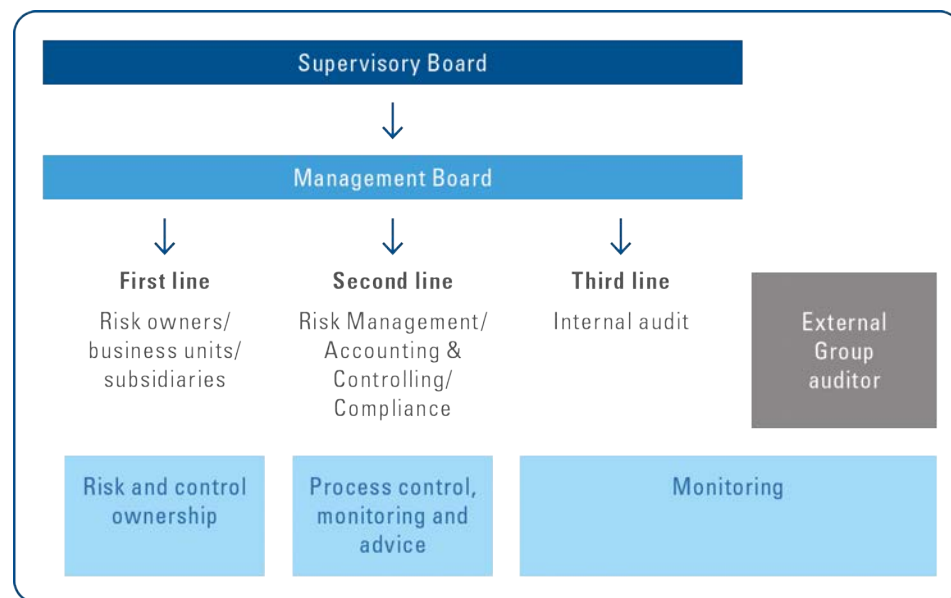 Supervisory Board
Management Board
First line
Risk owners/
business units/
subsidiaries
Second line
Risk Management/
Accounting &
Controlling/
Compliance
Third line
Internal audit
External
Group
auditor
Risk and control
ownership
Process control,
monitoring and
advice
Monitoring